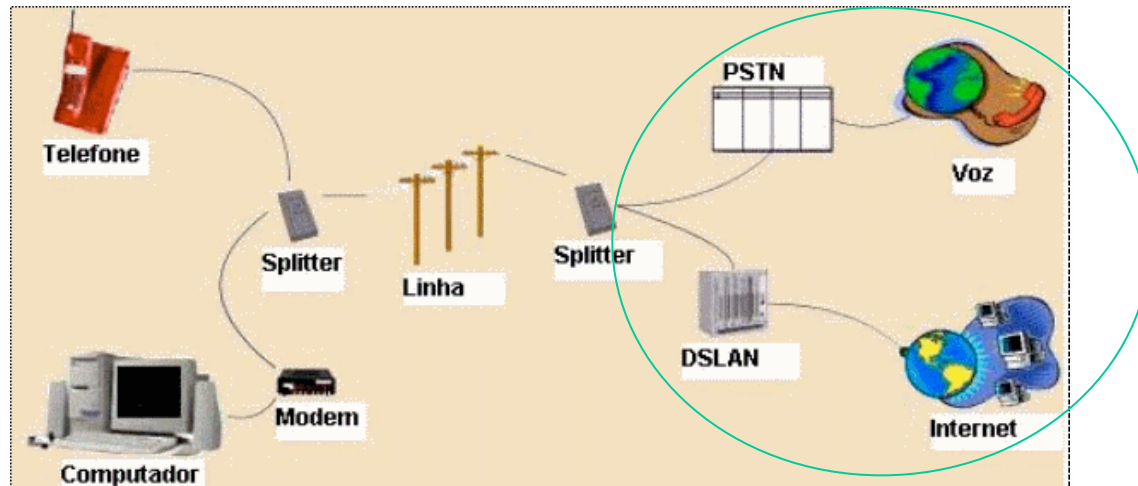 PSTN
Telefone
Voz
Splitter
Splitter
Linha
DSLAN
Modem
Internet
Computador